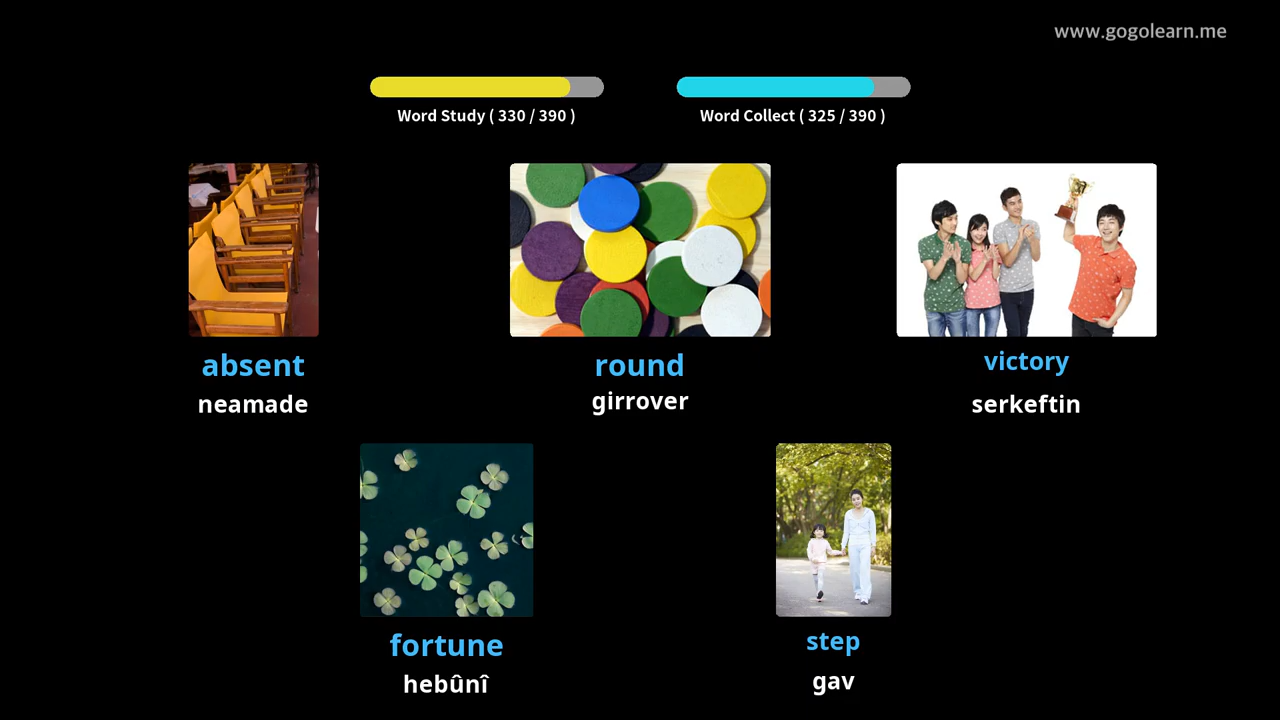 www.gogolearn.me
Word Study ( 330 / 390 )
Word Collect ( 325 / 390 )
absent
neamade
round
girrover
victory
serkeftin
fortune
hebûnî
step
gav